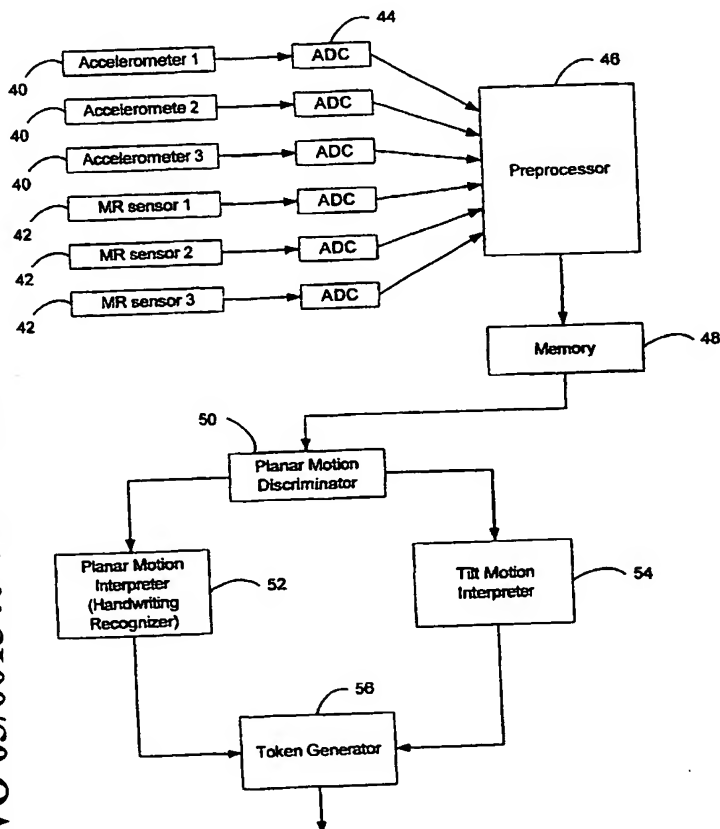 44
40 Accelerometer 1 ADC
46
40 Acceleromete 2 ADC
40 Accelerometer 3 ADC
Preprocessor
42 MR sensor 1 ADC
42 MR sensor 2 ADC
42 MR sensor 3 ADC
Memory 48
50
Planar Motion
Discriminator
Planar Motion
Interpreter
(Handwriting
Recognizer)
52
Tilt Motion
Interpreter
54
56
Token Generator